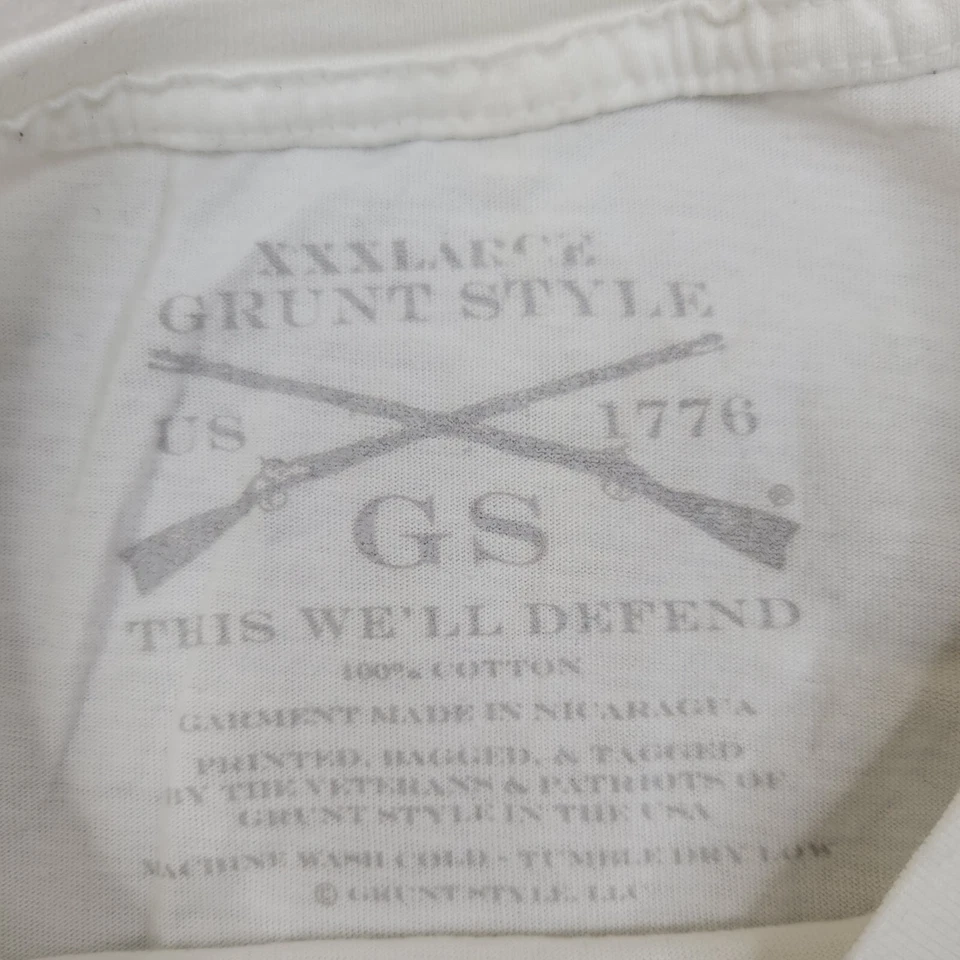 XXXLARGE
GRUNT STYLE
US 1776
®
GS
THIS WE'LL DEFEND
100% COTTON
GARMENT MADE IN NICARAGUA
PRINTED, BAGGED, & TAGGED
BY THE VETERANS & PATRIOTS OF
GRUNT STYLE IN THE USA
MACHINE WASH COLD - TUMBLE DRY LOW
© GRUNT STYLE, LLC